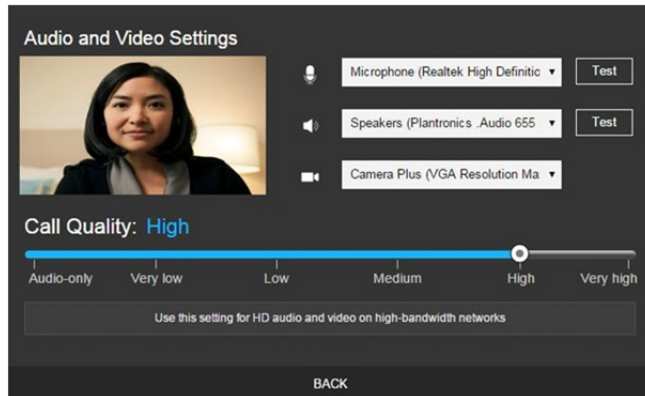 Audio and Video Settings
Microphone (Realtek High Definitic
Test
Speakers (Plantronics .Audio 655
Test
Camera Plus (VGA Resolution Ma
Call Quality: High
Audio-only Very low Low Medium High Very high
Use this setting for HD audio and video on high-bandwidth networks
BACK